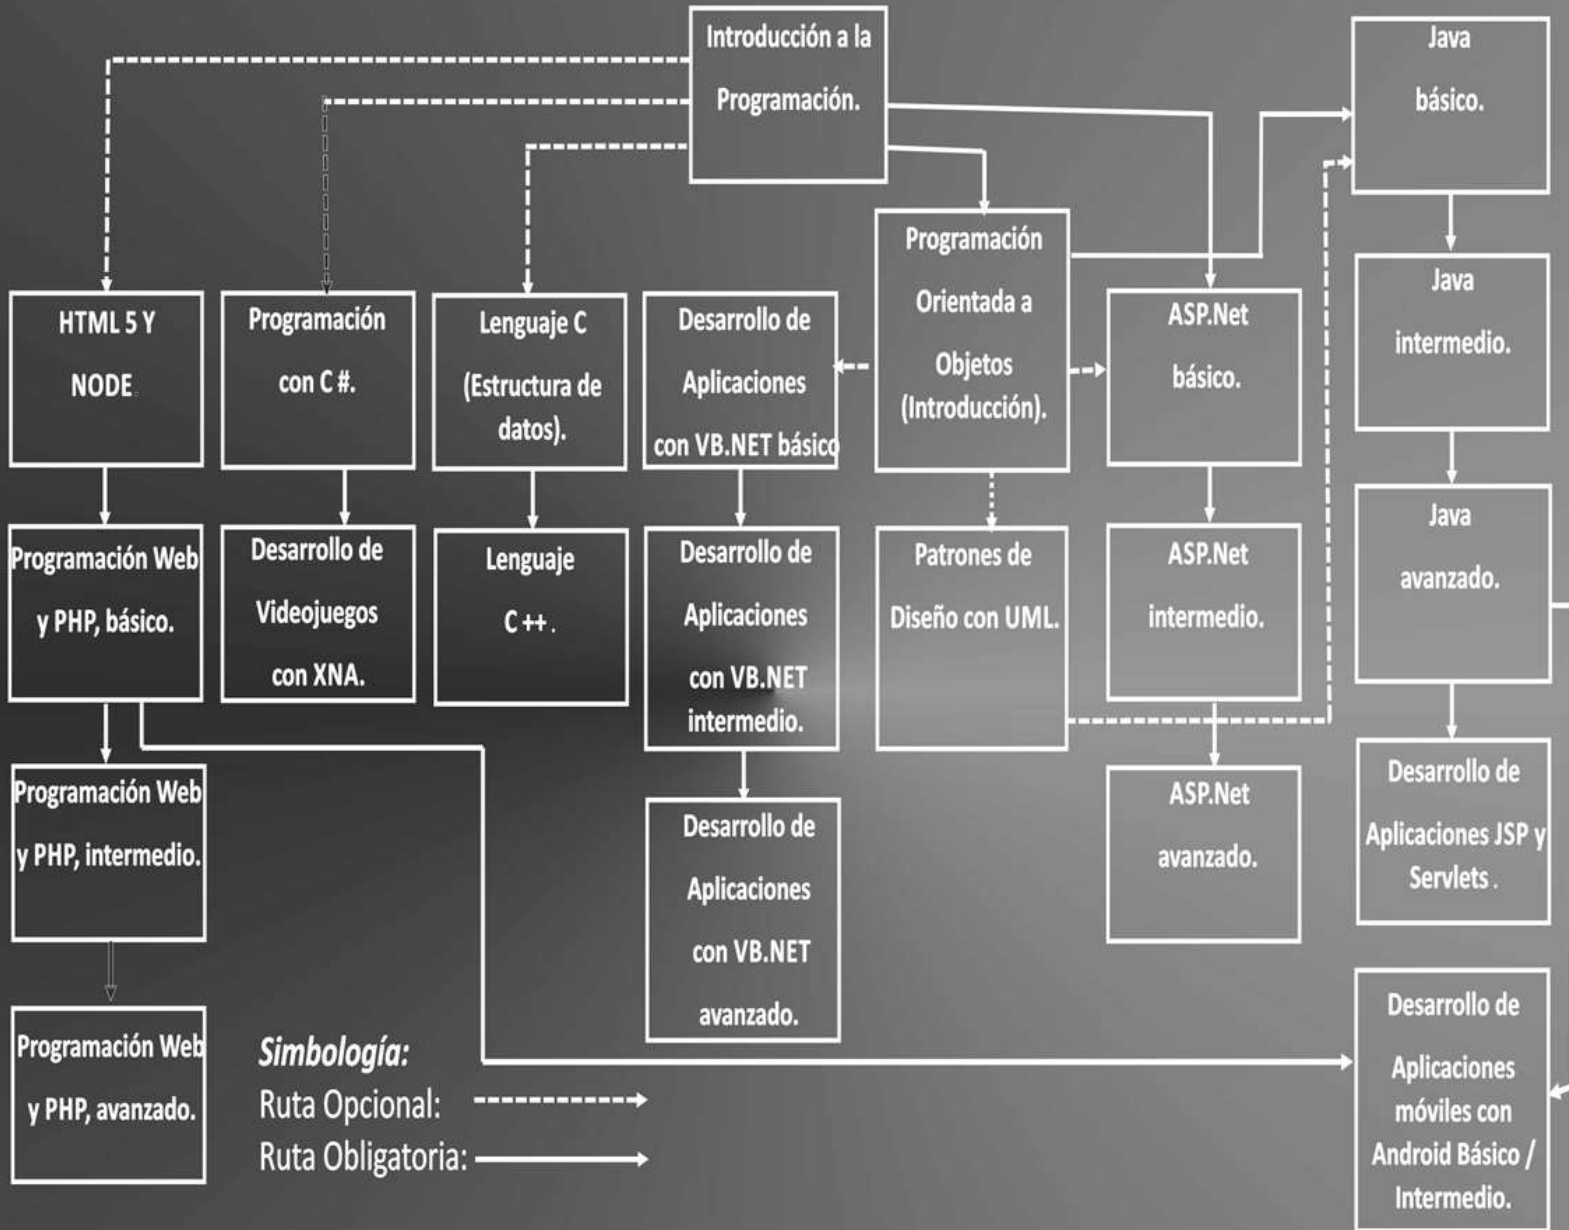 Introducción a la
Programación.
Java
básico.
Programación
Orientada a
Objetos
(Introducción).
HTML 5 Y
NODE
Programación
con C #.
Lenguaje C
(Estructura de
datos).
Desarrollo de
Aplicaciones
con VB.NET básico
ASP.Net
básico.
Java
intermedio.
Programación Web
y PHP, básico.
Desarrollo de
Videojuegos
con XNA.
Lenguaje
C ++ .
Desarrollo de
Aplicaciones
con VB.NET
intermedio.
Patrones de
Diseño con UML.
ASP.Net
intermedio.
Java
avanzado.
Programación Web
y PHP, intermedio.
Desarrollo de
Aplicaciones
con VB.NET
avanzado.
ASP.Net
avanzado.
Desarrollo de
Aplicaciones JSP y
Servlets .
Programación Web
y PHP, avanzado.
Simbología:
Ruta Opcional:
Ruta Obligatoria:
Desarrollo de
Aplicaciones
móviles con
Android Básico /
Intermedio.